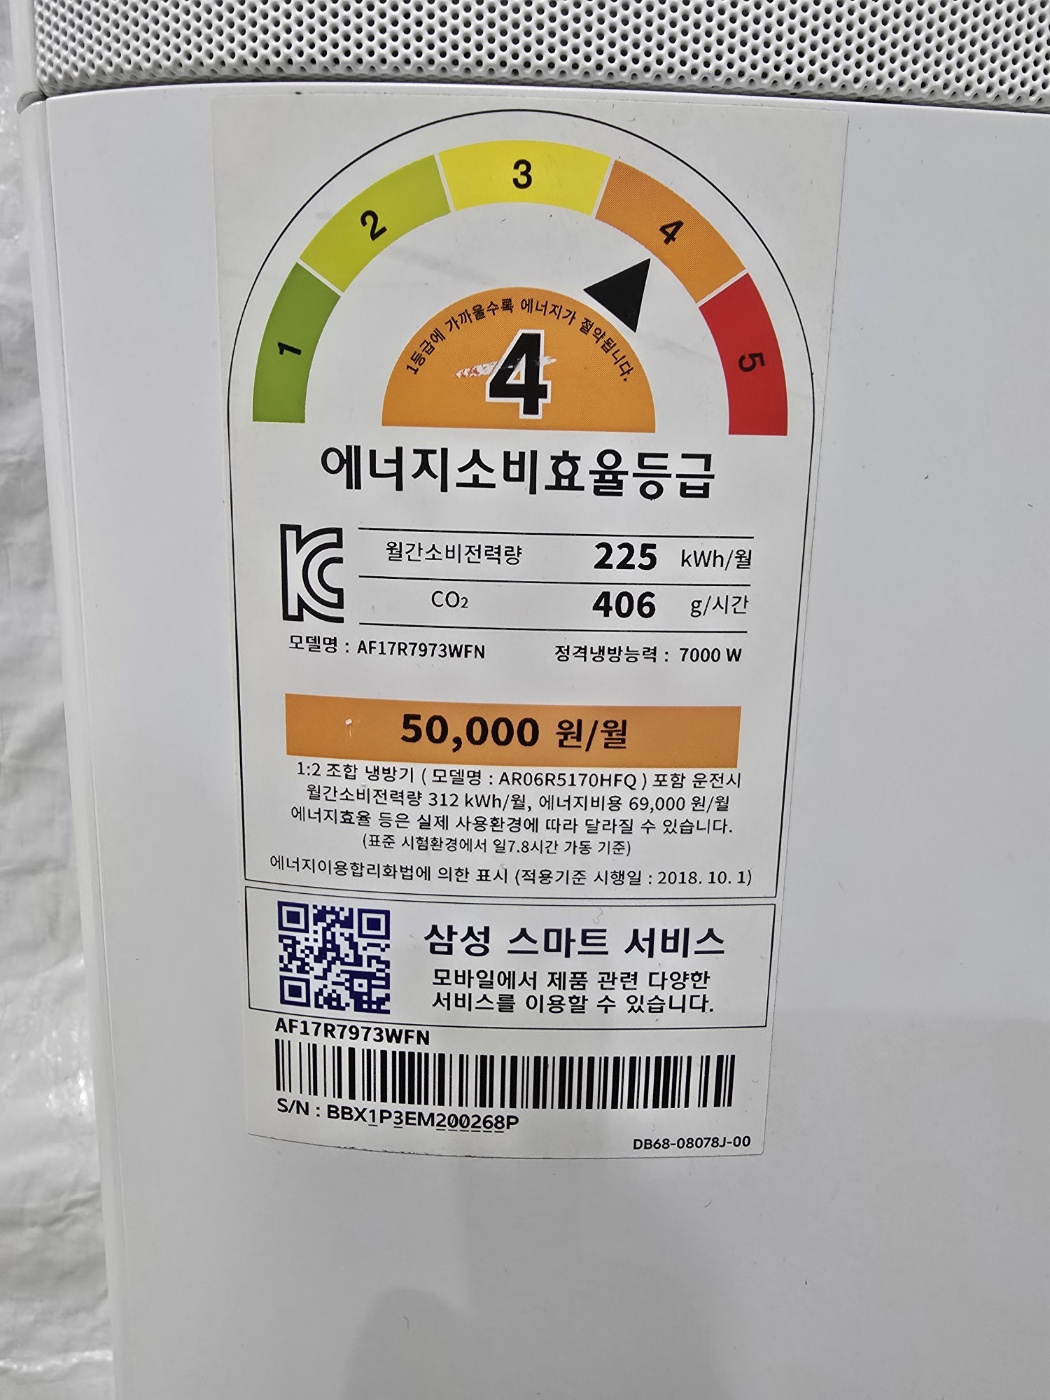 3
2
4
1
5
1등급에 가까울수록 에너지가 절약됩니다.
4
에너지소비효율등급
월간소비전력량 225 kWh/월
CO₂ 406 g/시간
모델명 : AF17R7973WFN 정격냉방능력 : 7000 W
50,000 원/월
1:2 조합 냉방기 ( 모델명 : AR06R5170HFQ ) 포함 운전시
월간소비전력량 312 kWh/월, 에너지비용 69,000 원/월
에너지효율 등은 실제 사용환경에 따라 달라질 수 있습니다.
(표준 시험환경에서 일7.8시간 가동 기준)
에너지이용합리화법에 의한 표시 (적용기준 시행일 : 2018. 10. 1)
삼성 스마트 서비스
모바일에서 제품 관련 다양한
서비스를 이용할 수 있습니다.
AF17R7973WFN
S/N : BBX1P3EM200268P
DB68-08078J-00